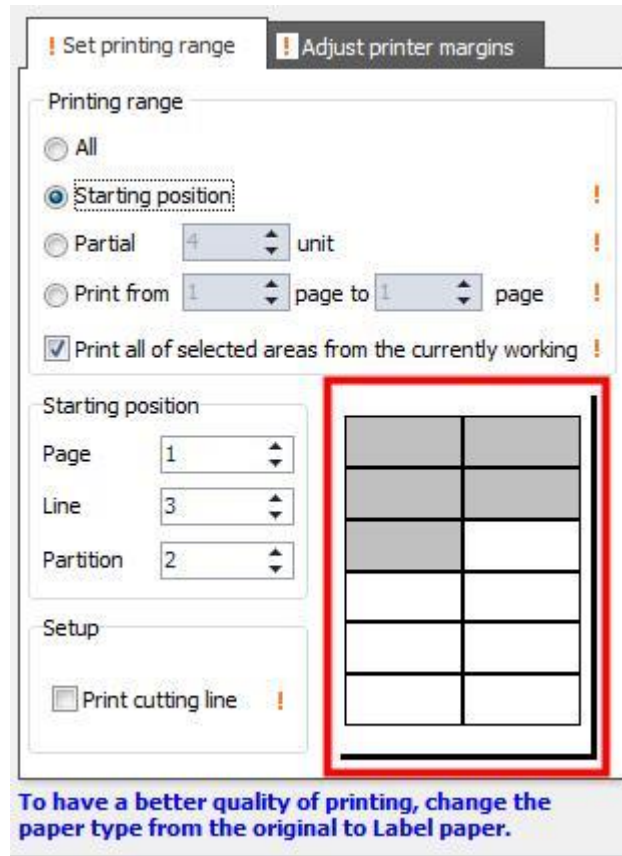 ! Set printing range
! Adjust printer margins
Printing range
All
Starting position !
Partial 4 unit !
Print from 1 page to 1 page !
Print all of selected areas from the currently working !
Starting position
Page 1
Line 3
Partition 2
Setup
Print cutting line !
To have a better quality of printing, change the
paper type from the original to Label paper.